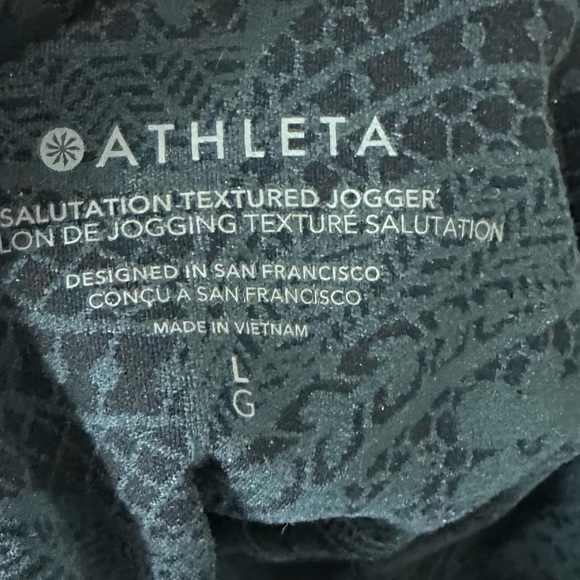 ATHLETA
SALUTATION TEXTURED JOGGER
LON DE JOGGING TEXTURÉ SALUTATION
DESIGNED IN SAN FRANCISCO
CONÇU A SAN FRANCISCO
MADE IN VIETNAM
L
G